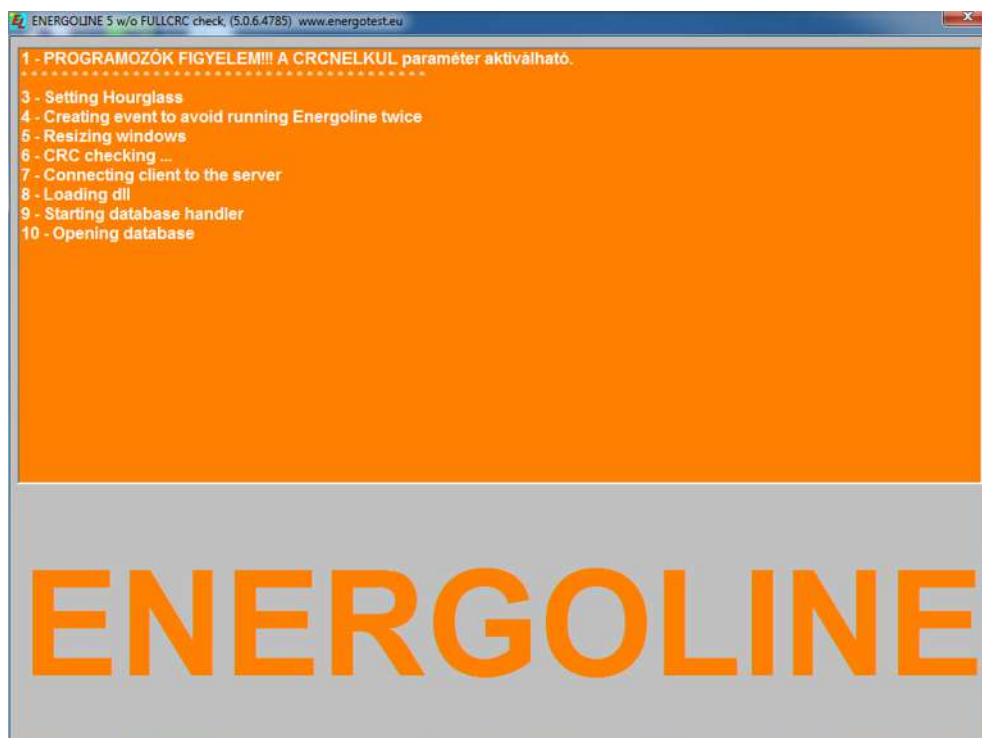 ENERGOLINE 5 w/o FULLCRC check, (5.0.6.4785) www.energotest.eu
1 - PROGRAMOZÓK FIGYELEM!!! A CRCNELKUL paraméter aktiválható.
* * * * * * * * * * * * * * * * * * * * * * * * * * * * * * * * * * * * * * * *
3 - Setting Hourglass
4 - Creating event to avoid running Energoline twice
5 - Resizing windows
6 - CRC checking ...
7 - Connecting client to the server
8 - Loading dll
9 - Starting database handler
10 - Opening database
ENERGOLINE